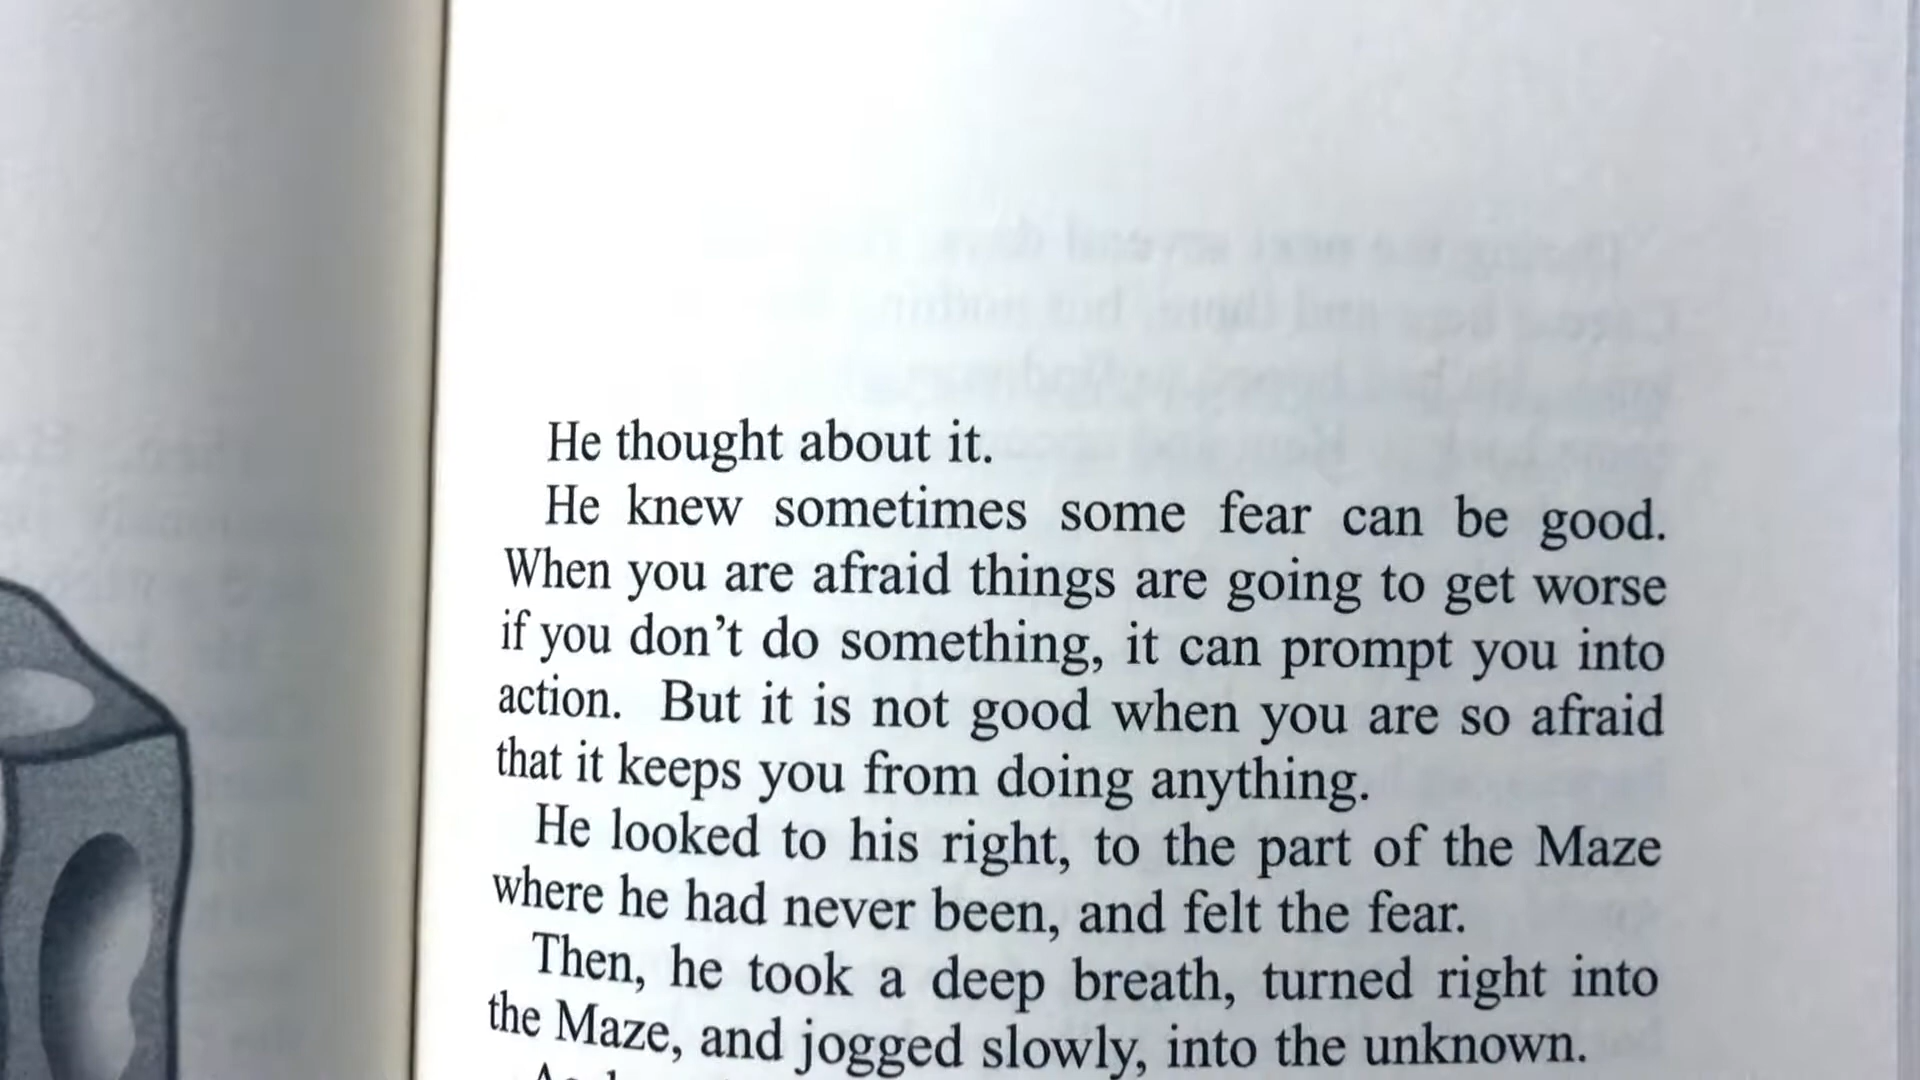 He thought about it.
He knew sometimes some fear can be good.
When you are afraid things are going to get worse
if you don't do something, it can prompt you into
action. But it is not good when you are so afraid
that it keeps you from doing anything.
He looked to his right, to the part of the Maze
where he had never been, and felt the fear.
Then, he took a deep breath, turned right into
the Maze, and jogged slowly, into the unknown.